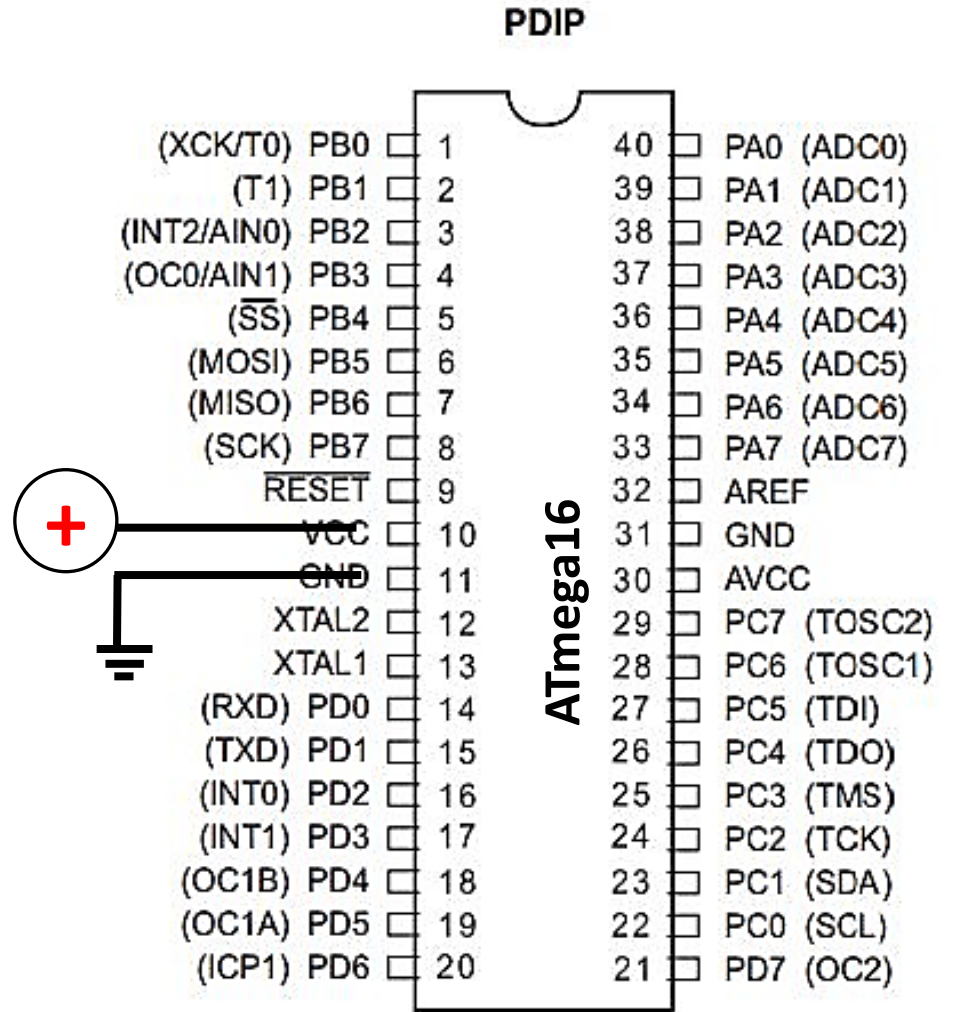 PDIP
(XCK/T0) PB0 1 40 PA0 (ADC0)
(T1) PB1 2 39 PA1 (ADC1)
(INT2/AIN0) PB2 3 38 PA2 (ADC2)
(OC0/AIN1) PB3 4 37 PA3 (ADC3)
(SS) PB4 5 36 PA4 (ADC4)
(MOSI) PB5 6 35 PA5 (ADC5)
(MISO) PB6 7 34 PA6 (ADC6)
(SCK) PB7 8 33 PA7 (ADC7)
RESET 9 32 AREF
+ VCC 10 31 GND
GND 11 30 AVCC
XTAL2 12 29 PC7 (TOSC2)
XTAL1 13 28 PC6 (TOSC1)
(RXD) PD0 14 27 PC5 (TDI)
(TXD) PD1 15 26 PC4 (TDO)
(INT0) PD2 16 25 PC3 (TMS)
(INT1) PD3 17 24 PC2 (TCK)
(OC1B) PD4 18 23 PC1 (SDA)
(OC1A) PD5 19 22 PC0 (SCL)
(ICP1) PD6 20 21 PD7 (OC2)
ATmega16